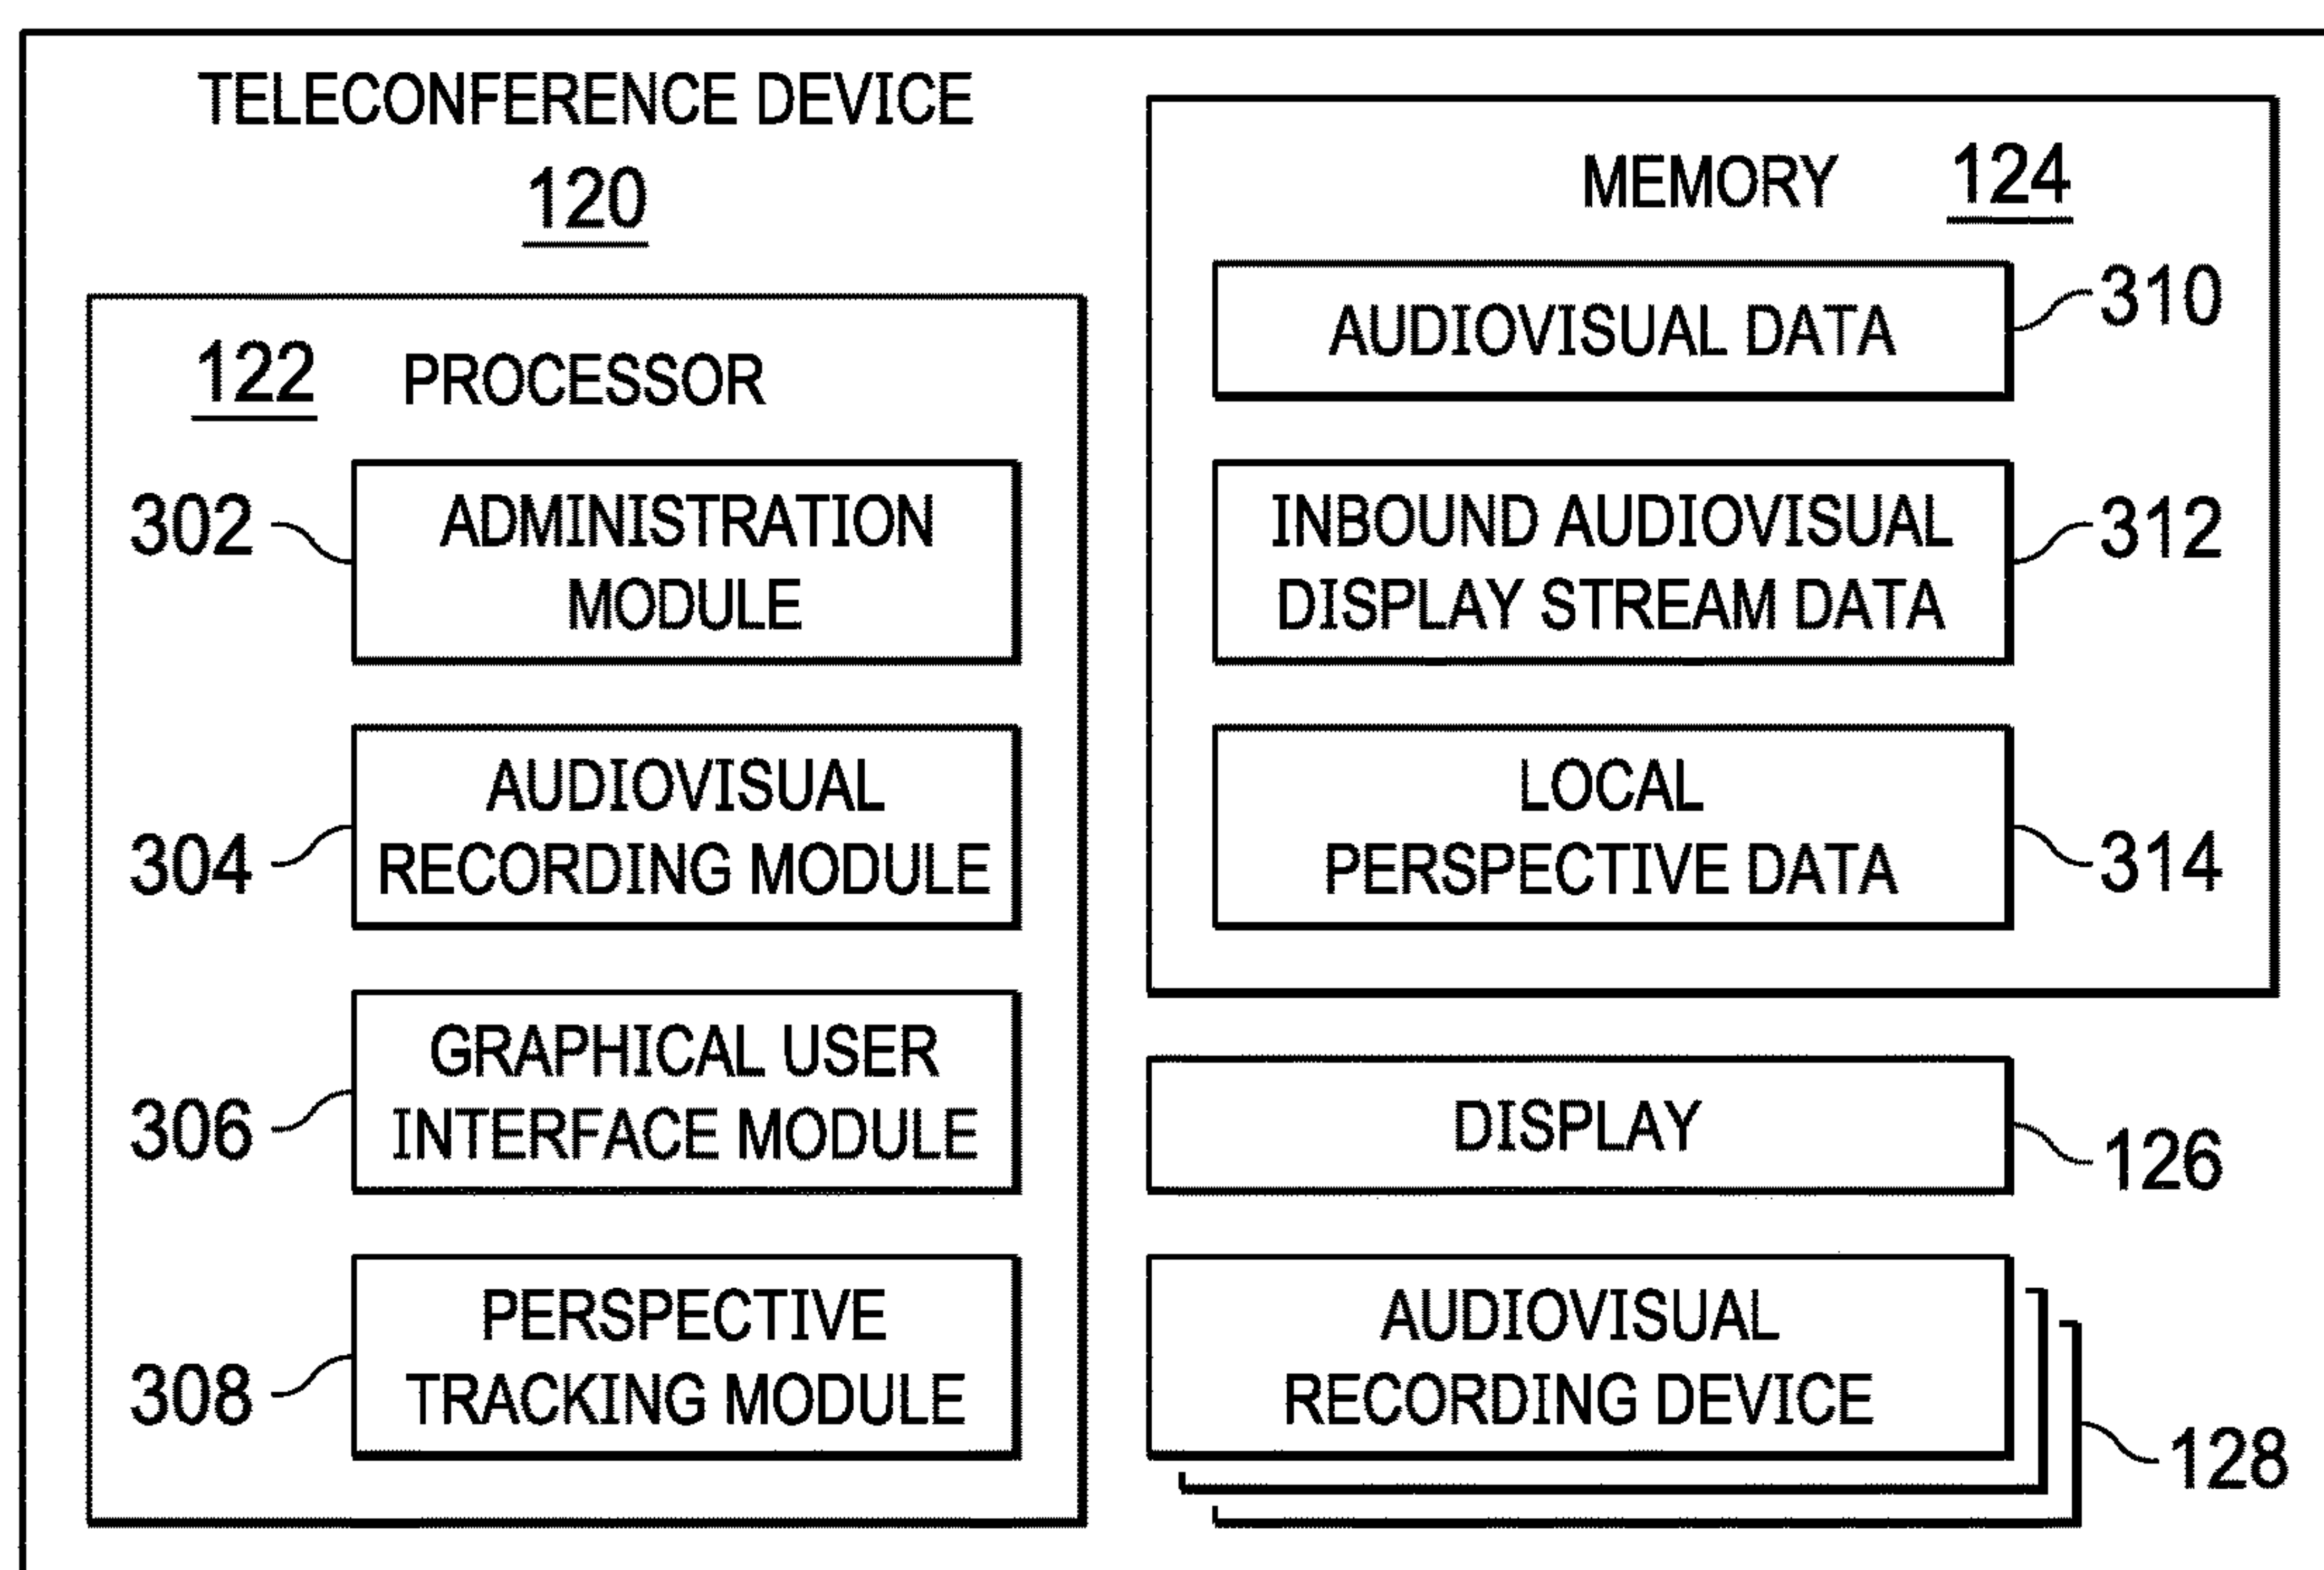 TELECONFERENCE DEVICE
120
122 PROCESSOR
302
ADMINISTRATION
MODULE
304
AUDIOVISUAL
RECORDING MODULE
306
GRAPHICAL USER
INTERFACE MODULE
308
PERSPECTIVE
TRACKING MODULE
MEMORY 124
AUDIOVISUAL DATA
310
INBOUND AUDIOVISUAL
DISPLAY STREAM DATA
312
LOCAL
PERSPECTIVE DATA
314
DISPLAY
126
AUDIOVISUAL
RECORDING DEVICE
128